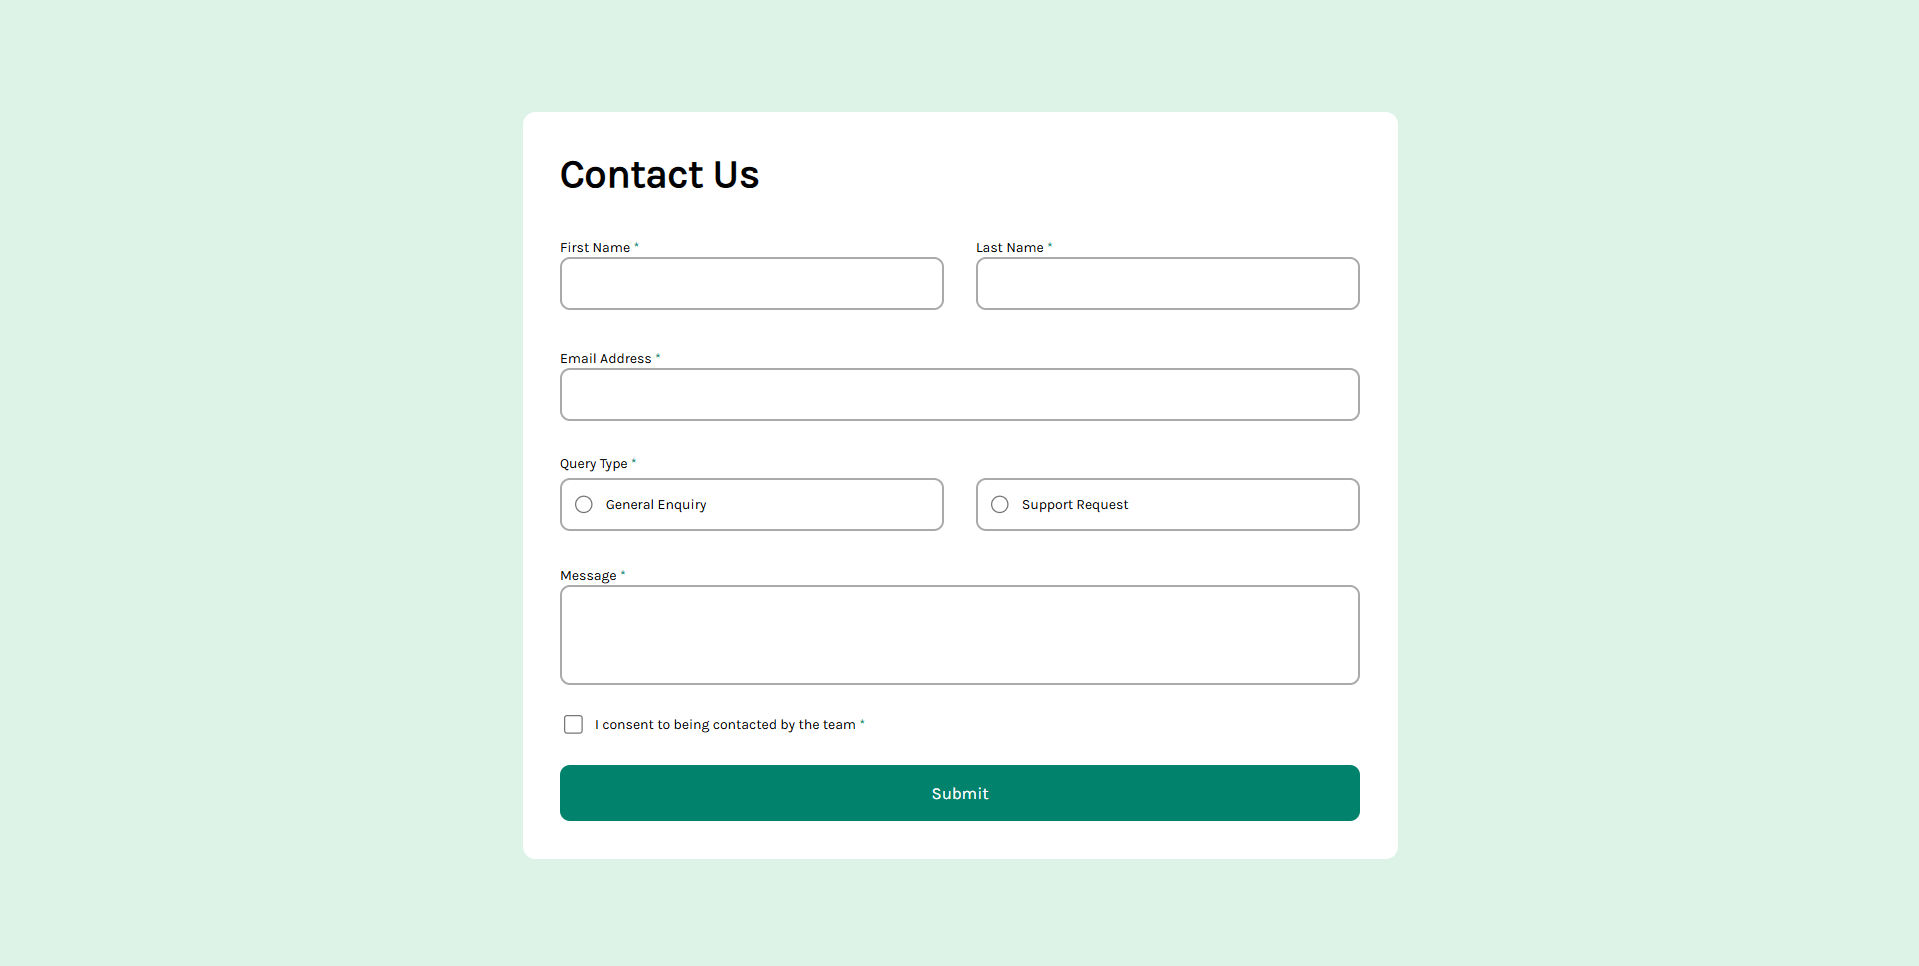 Contact Us
First Name *
Last Name *
Email Address *
Query Type *
General Enquiry
Support Request
Message *
I consent to being contacted by the team *
Submit